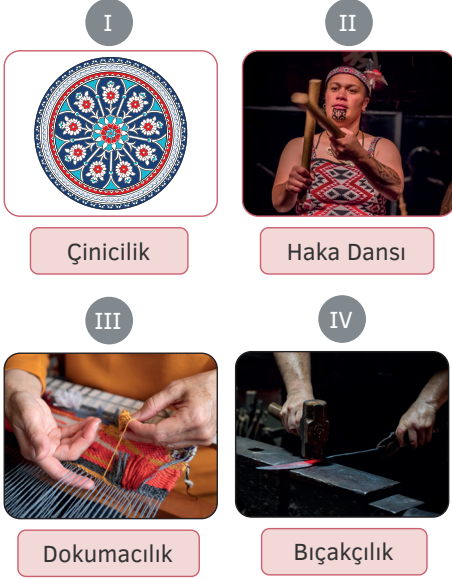 I
II
Çinicilik
Haka Dansı
III
IV
Dokumacılık
Bıçakçılık